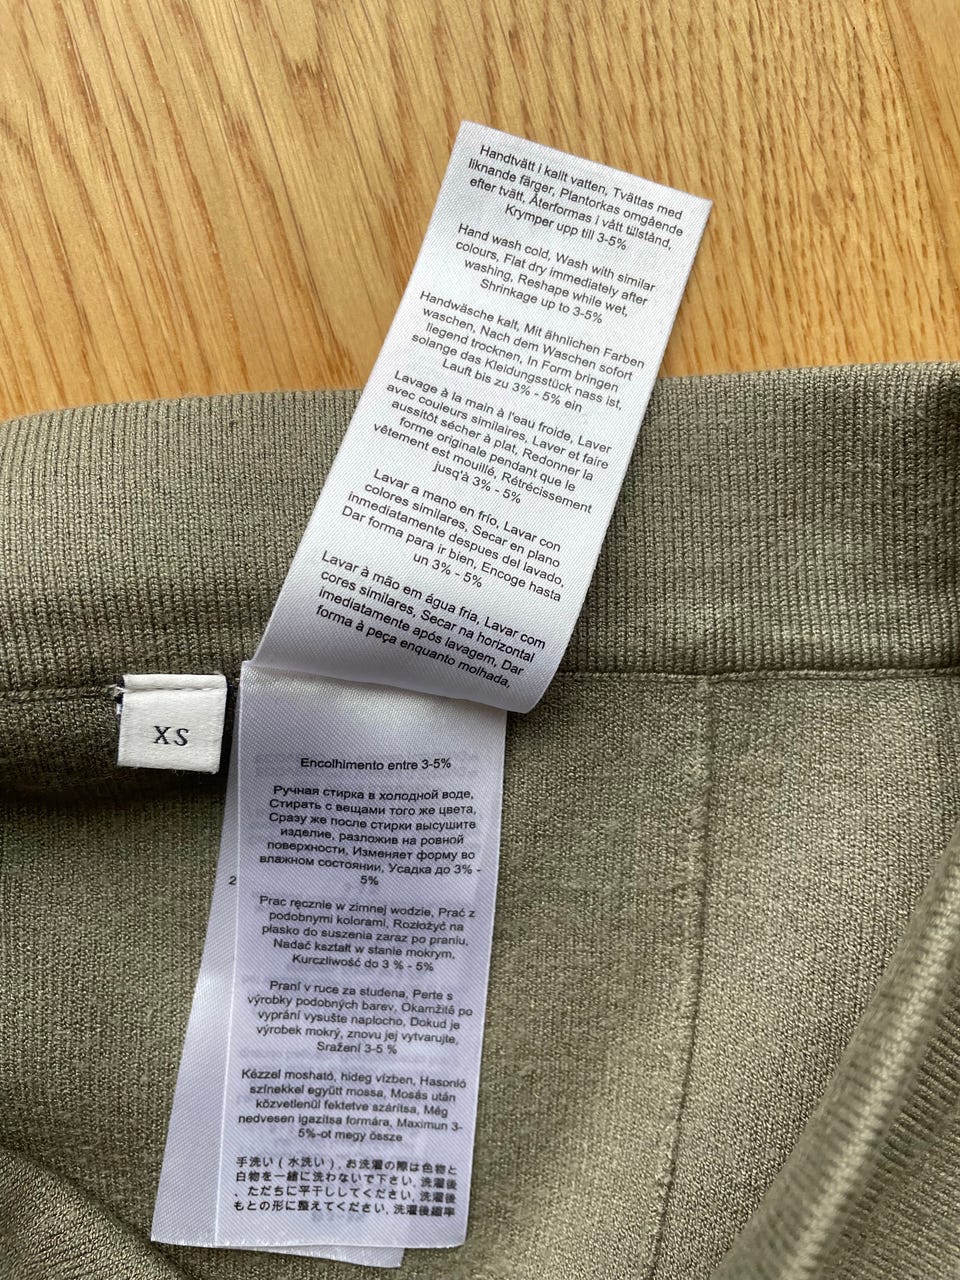 Handtvätt i kallt vatten, Tvättas med
liknande färger, Plantorkas omgående
efter tvätt, Återformas i vått tillstånd,
Krymper upp till 3-5%
Hand wash cold, Wash with similar
colours, Flat dry immediately after
washing, Reshape while wet,
Shrinkage up to 3-5%
Handwäsche kalt, Mit ähnlichen Farben
waschen, Nach dem Waschen sofort
liegend trocknen, In Form bringen
solange das Kleidungsstück nass ist,
Lauft bis zu 3% - 5% ein
Lavage à la main à l'eau froide, Laver
avec couleurs similaires, Laver et faire
aussitôt sécher à plat, Redonner la
forme originale pendant que le
vêtement est mouillé, Rétrécissement
jusqu'à 3% - 5%
Lavar a mano en frío, Lavar con
colores similares, Secar en plano
inmediatamente despues del lavado,
Dar forma para ir bien, Encoge hasta
un 3% - 5%
Lavar à mão em água fria, Lavar com
cores similares, Secar na horizontal
imediatamente após lavagem, Dar
forma à peça enquanto molhada,
XS
Encolhimento entre 3-5%
Ручная стирка в холодной воде,
Стирать с вещами того же цвета,
Сразу же после стирки высушите
изделие, разложив на ровной
поверхности, Изменяет форму во
влажном состоянии, Усадка до 3% -
5%
2
Prac ręcznie w zimnej wodzie, Prać z
podobnymi kolorami, Rozłożyć na
płasko do suszenia zaraz po praniu,
Nadać kształt w stanie mokrym,
Kurczliwość do 3 % - 5%
Praní v ruce za studena, Perte s
výrobky podobných barev, Okamžitě po
vyprání vysušte naplocho, Dokud je
výrobek mokrý, znovu jej vytvarujte,
Sražení 3-5 %
Kézzel mosható, hideg vízben, Hasonló
színekkel együtt mossa, Mosás után
közvetlenül fektetve szárítsa, Még
nedvesen igazítsa formára, Maximun 3-
5%-ot megy össze
手洗い(水洗い), お洗濯の際は色物と
白物を一緒に洗わないで下さい, 洗濯後
、ただちに平干ししてください, 洗濯後
もとの形に整えてください, 洗濯後縮率